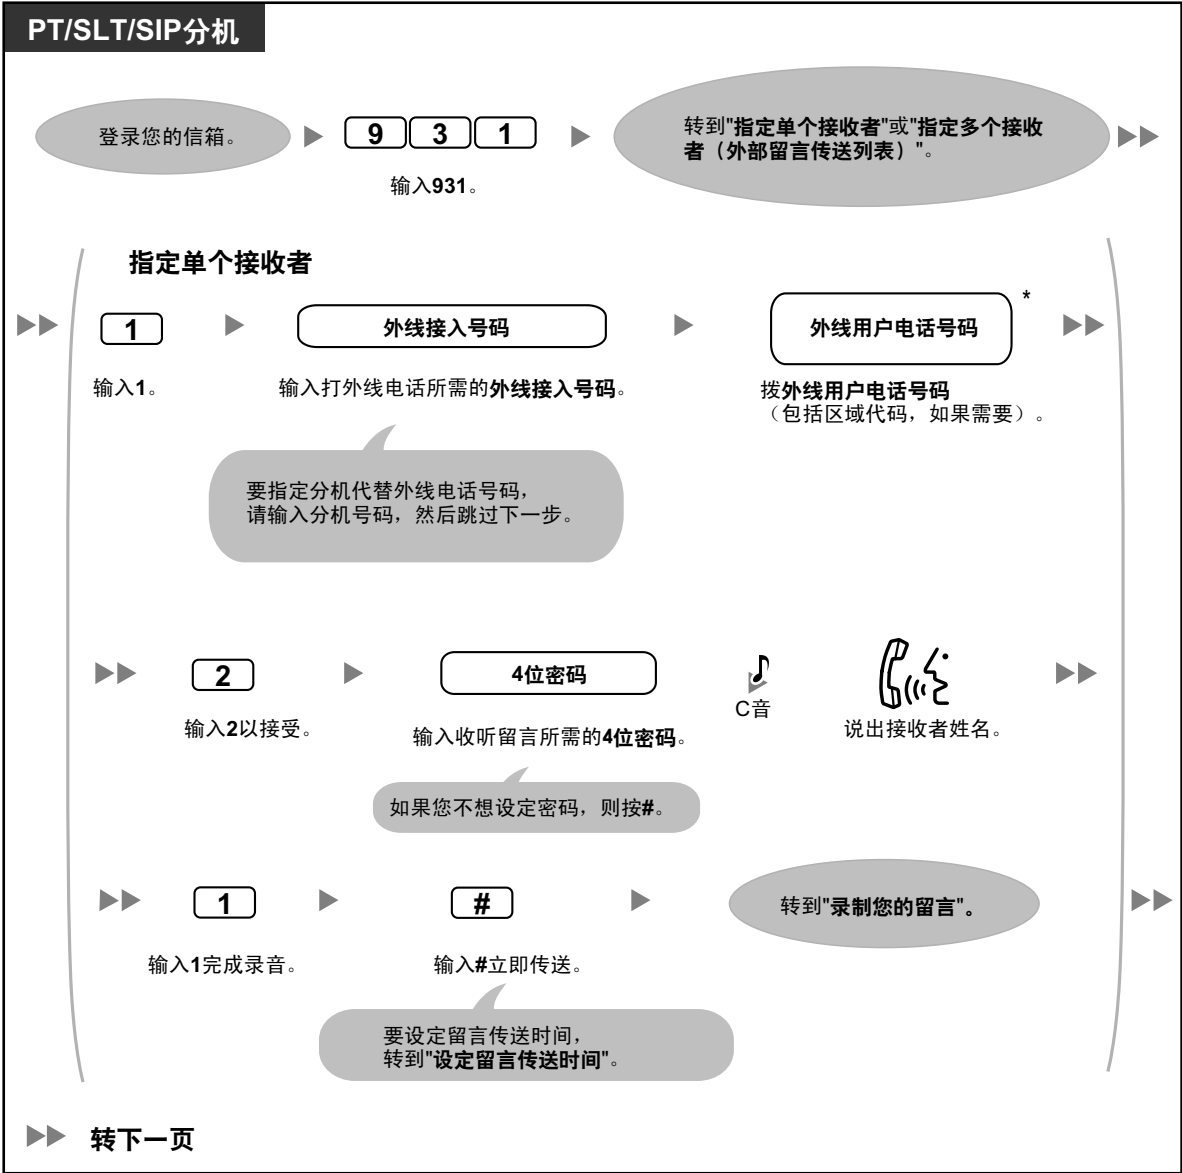 PT/SLT/SIP分机
登录您的信箱。
9 3 1
输入931。
转到"指定单个接收者"或"指定多个接收
者（外部留言传送列表）"。
指定单个接收者
1
输入1。
外线接入号码
输入打外线电话所需的外线接入号码。
外线用户电话号码 *
拨外线用户电话号码
（包括区域代码，如果需要）。
要指定分机代替外线电话号码，
请输入分机号码，然后跳过下一步。
2
输入2以接受。
4位密码
输入收听留言所需的4位密码。
C音
说出接收者姓名。
如果您不想设定密码，则按#。
1
输入1完成录音。
#
输入#立即传送。
转到"录制您的留言"。
要设定留言传送时间，
转到"设定留言传送时间"。
转下一页